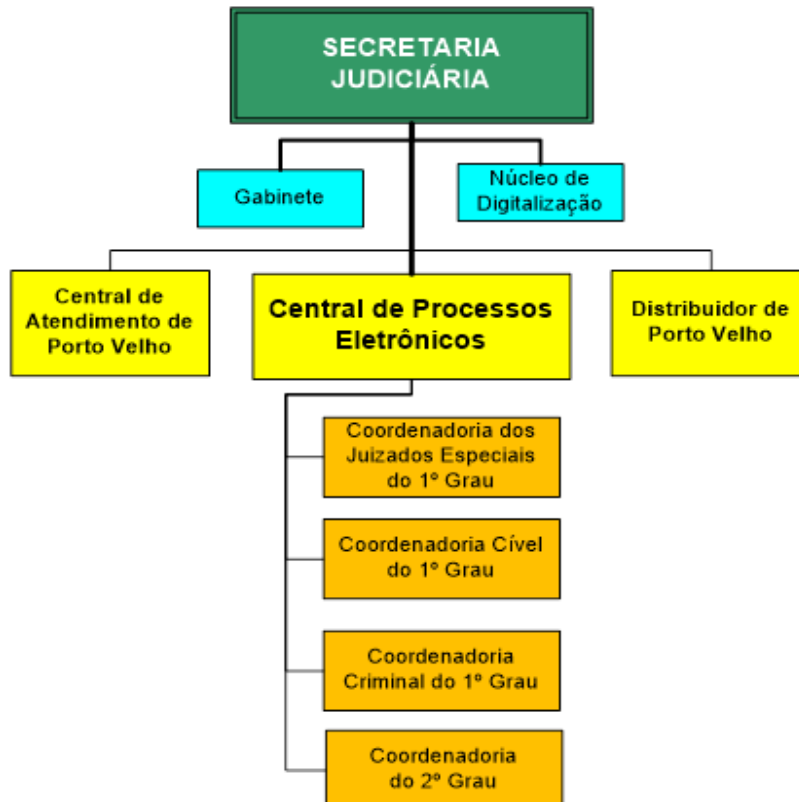 SECRETARIA
JUDICIÁRIA
Gabinete
Núcleo de
Digitalização
Central de
Atendimento de
Porto Velho
Central de Processos
Eletrônicos
Distribuidor de
Porto Velho
Coordenadoria dos
Juizados Especiais
do 1º Grau
Coordenadoria Cível
do 1º Grau
Coordenadoria
Criminal do 1º Grau
Coordenadoria
do 2º Grau